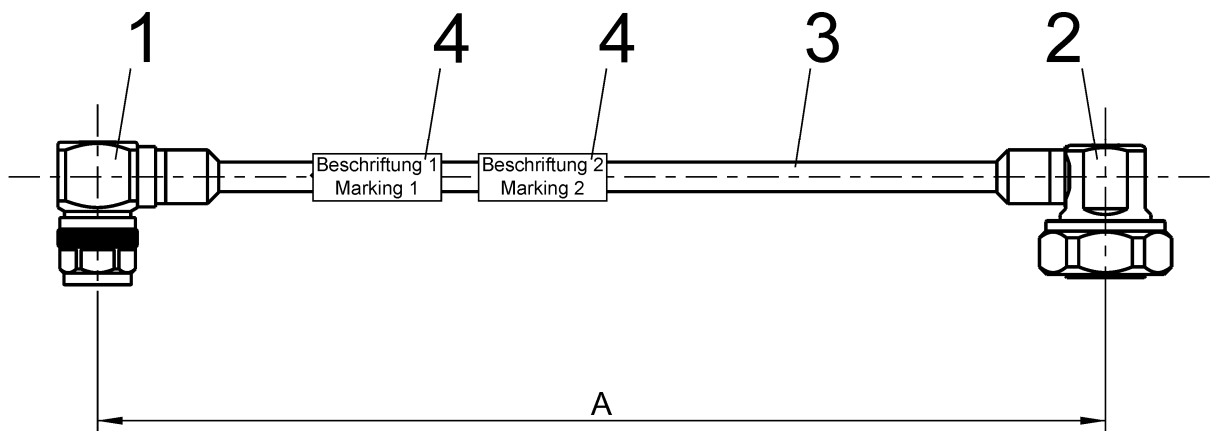 1 4 4 3 2
Beschriftung 1
Marking 1
Beschriftung 2
Marking 2
A